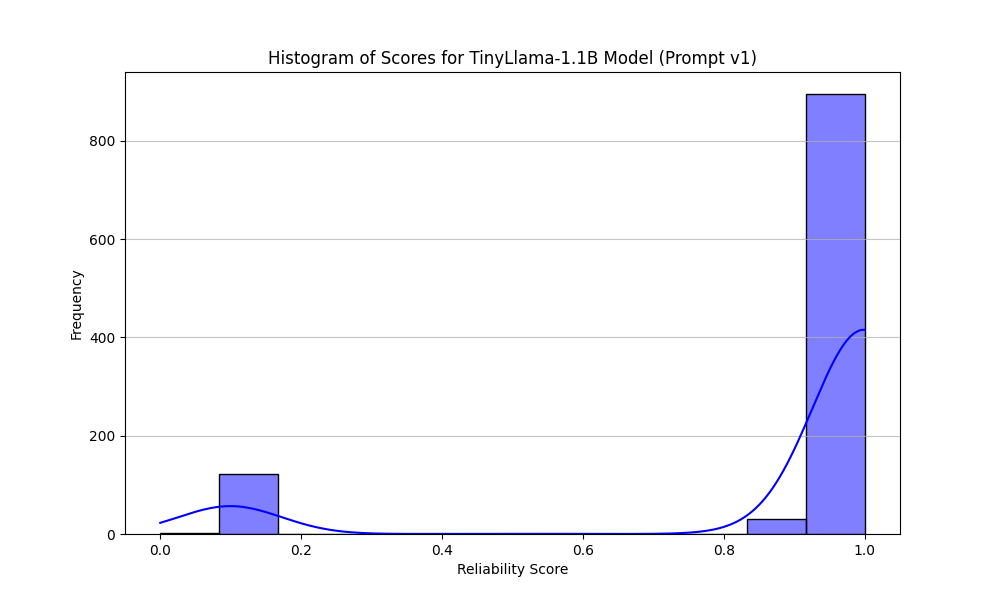 Histogram of Scores for TinyLlama-1.1B Model (Prompt v1)
Frequency
800
600
400
200
0
0.0 0.2 0.4 0.6 0.8 1.0
Reliability Score